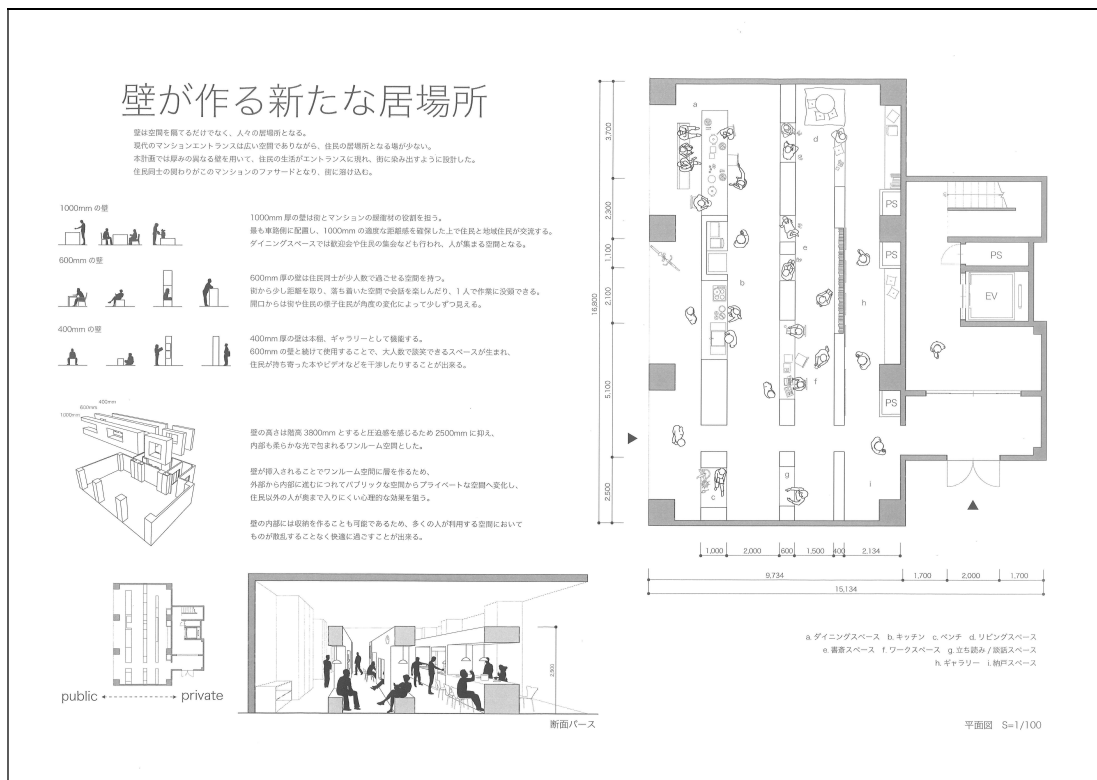 壁が作る新たな居場所
壁は空間を隔てるだけでなく、人々の居場所となる。
現代のマンションエントランスは広い空間でありながら、住民の居場所となる場が少ない。
本計画では厚みの異なる壁を用いて、住民の生活がエントランスに現れ、街に染み出すように設計した。
住民同士の関わりがこのマンションのファサードとなり、街に溶け込む。
1000mm の壁
1000mm 厚の壁は街とマンションの緩衝材の役割を担う。
最も車路側に配置し、1000mm の適度な距離感を確保した上で住民と地域住民が交流する。
ダイニングスペースでは歓迎会や住民の集会なども行われ、人が集まる空間となる。
600mm の壁
600mm 厚の壁は住民同士が少人数で過ごせる空間を持つ。
街から少し距離を取り、落ち着いた空間で会話を楽しんだり、1 人で作業に没頭できる。
開口からは街や住民の様子住民が角度の変化によって少しずつ見える。
400mm の壁
400mm 厚の壁は本棚、ギャラリーとして機能する。
600mm の壁と続けて使用することで、大人数で談笑できるスペースが生まれ、
住民が持ち寄った本やビデオなどを干渉したりすることが出来る。
400mm
600mm
1000mm
壁の高さは階高 3800mm とすると圧迫感を感じるため 2500mm に抑え、
内部も柔らかな光で包まれるワンルーム空間とした。
壁が挿入されることでワンルーム空間に層を作るため、
外部から内部に進むにつれてパブリックな空間からプライベートな空間へ変化し、
住民以外の人が奥まで入りにくい心理的な効果を狙う。
壁の内部には収納を作ることも可能であるため、多くの人が利用する空間において
ものが散乱することなく快適に過ごすことが出来る。
public
private
2,500
断面パース
16,800
3,700
2,300
1,100
2,100
5,100
2,500
a
d
g
e
b
h
f
g
c
i
PS
PS
PS
EV
PS
1,000
2,000
600
1,500
400
2,134
9,734
1,700
2,000
1,700
15,134
a. ダイニングスペース b. キッチン c. ベンチ d. リビングスペース
e. 書斎スペース f. ワークスペース g. 立ち読み / 談話スペース
h. ギャラリー i. 納戸スペース
平面図 S=1/100